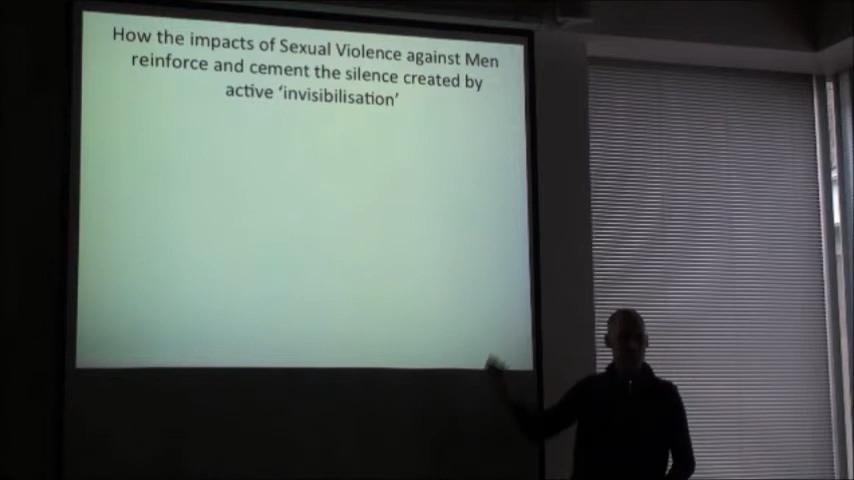 How the impacts of Sexual Violence against Men
reinforce and cement the silence created by
active ‘invisibilisation’